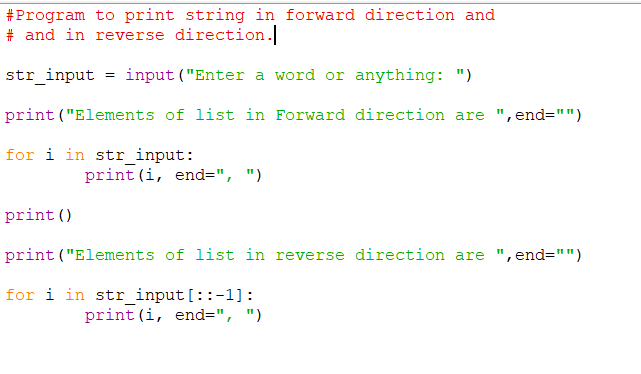 #Program to print string in forward direction and
# and in reverse direction.
str_input = input("Enter a word or anything: ")
print("Elements of list in Forward direction are ",end="")
for i in str_input:
        print(i, end=", ")
print()
print("Elements of list in reverse direction are ",end="")
for i in str_input[::-1]:
        print(i, end=", ")